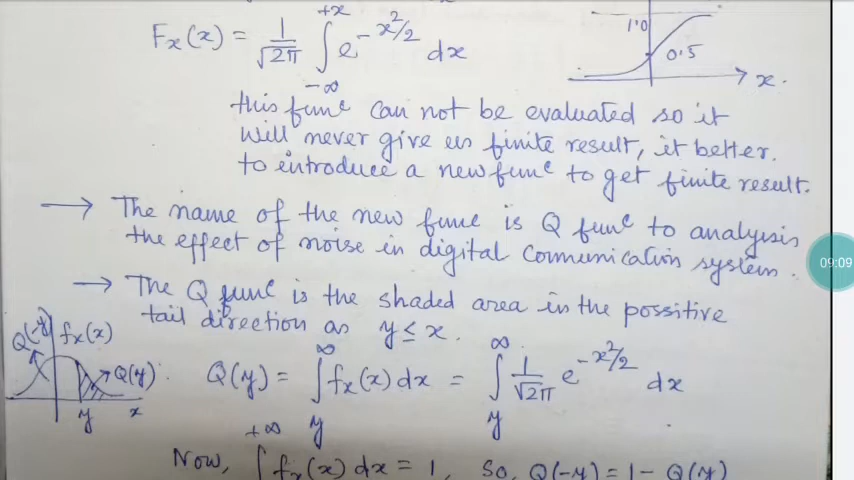 F_x(x) = 1/√2π ∫_{-∞}^{+x} e^{-x²/2} dx
1.0
0.5
x.
this funᶜ can not be evaluated so it
will never give us finite result, it better.
to introduce a new funᶜ to get finite result.
→ The name of the new funᶜ is Q funᶜ to analysis
the effect of noise in digital Communication system.
09:09
→ The Q funᶜ is the shaded area in the possitive
tail direction as y ≤ x.
Q(-y) f_x(x)
Q(y)
y x
Q(y) = ∫_{y}^{∞} f_x(x) dx = ∫_{y}^{∞} 1/√2π e^{-x²/2} dx
Now, ∫^{+∞} f_x(x) dx = 1, So, Q(-y) = 1 - Q(y)